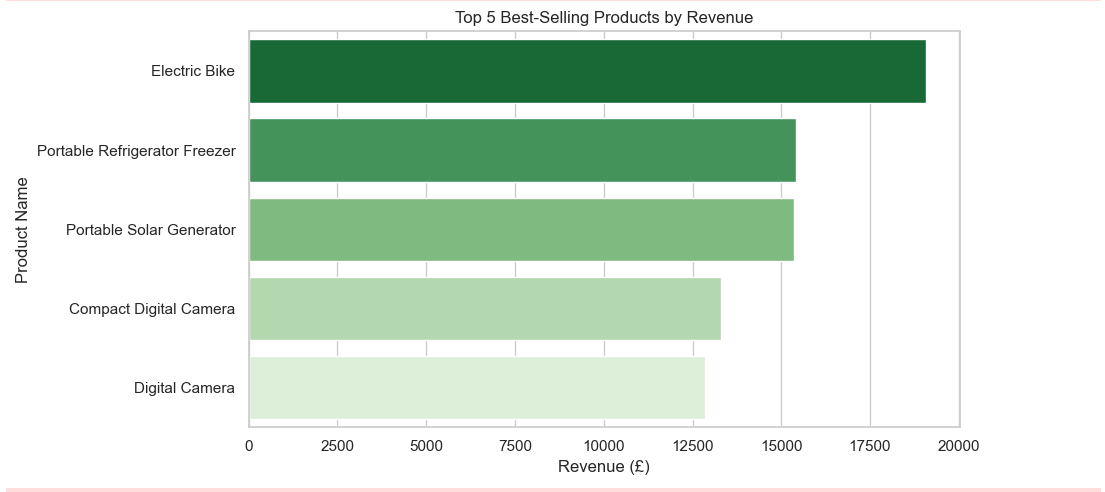 Top 5 Best-Selling Products by Revenue
Product Name
Electric Bike
Portable Refrigerator Freezer
Portable Solar Generator
Compact Digital Camera
Digital Camera
0 2500 5000 7500 10000 12500 15000 17500 20000
Revenue (£)